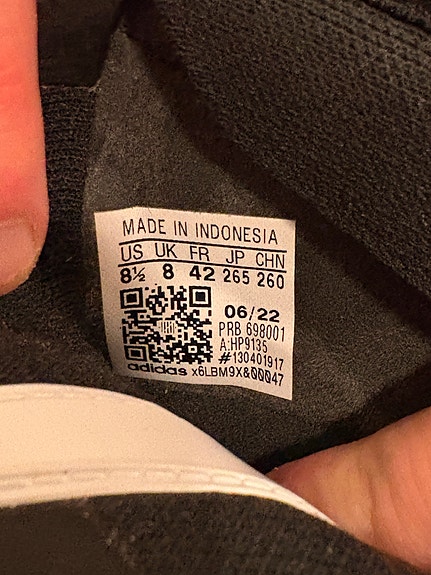 MADE IN INDONESIA
US UK FR JP CHN
8½ 8 42 265 260
06/22
PRB 698001
A:HP9135
#130401917
adidas x6LBM9X&00047